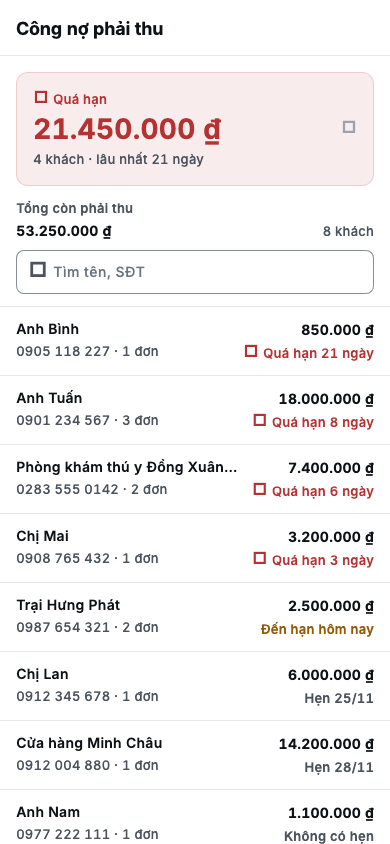 Công nợ phải thu
Quá hạn
21.450.000 ₫
4 khách · lâu nhất 21 ngày
Tổng còn phải thu
53.250.000 ₫ 8 khách
Tìm tên, SĐT
Anh Bình 850.000 ₫
0905 118 227 · 1 đơn Quá hạn 21 ngày
Anh Tuấn 18.000.000 ₫
0901 234 567 · 3 đơn Quá hạn 8 ngày
Phòng khám thú y Đồng Xuân... 7.400.000 ₫
0283 555 0142 · 2 đơn Quá hạn 6 ngày
Chị Mai 3.200.000 ₫
0908 765 432 · 1 đơn Quá hạn 3 ngày
Trại Hưng Phát 2.500.000 ₫
0987 654 321 · 2 đơn Đến hạn hôm nay
Chị Lan 6.000.000 ₫
0912 345 678 · 1 đơn Hẹn 25/11
Cửa hàng Minh Châu 14.200.000 ₫
0912 004 880 · 1 đơn Hẹn 28/11
Anh Nam 1.100.000 ₫
0977 222 111 · 1 đơn Không có hẹn